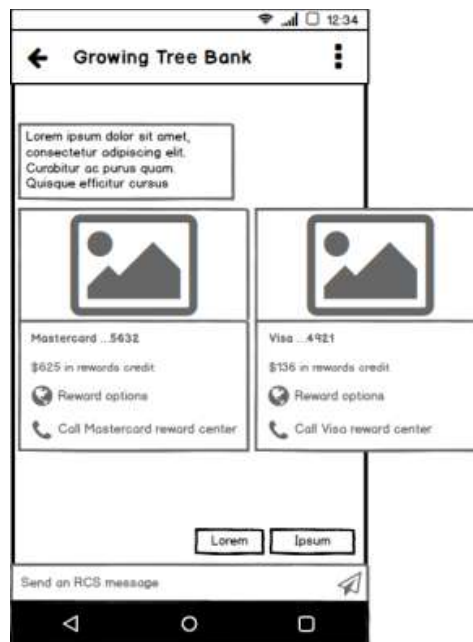 12:34
Growing Tree Bank
Lorem ipsum dolor sit amet,
consectetur adipiscing elit.
Curabitur ac purus quam.
Quisque efficitur cursus
Mastercard ...5632
$625 in rewards credit
Reward options
Call Mastercard reward center
Visa ...4921
$136 in rewards credit
Reward options
Call Visa reward center
Lorem
Ipsum
Send an RCS message